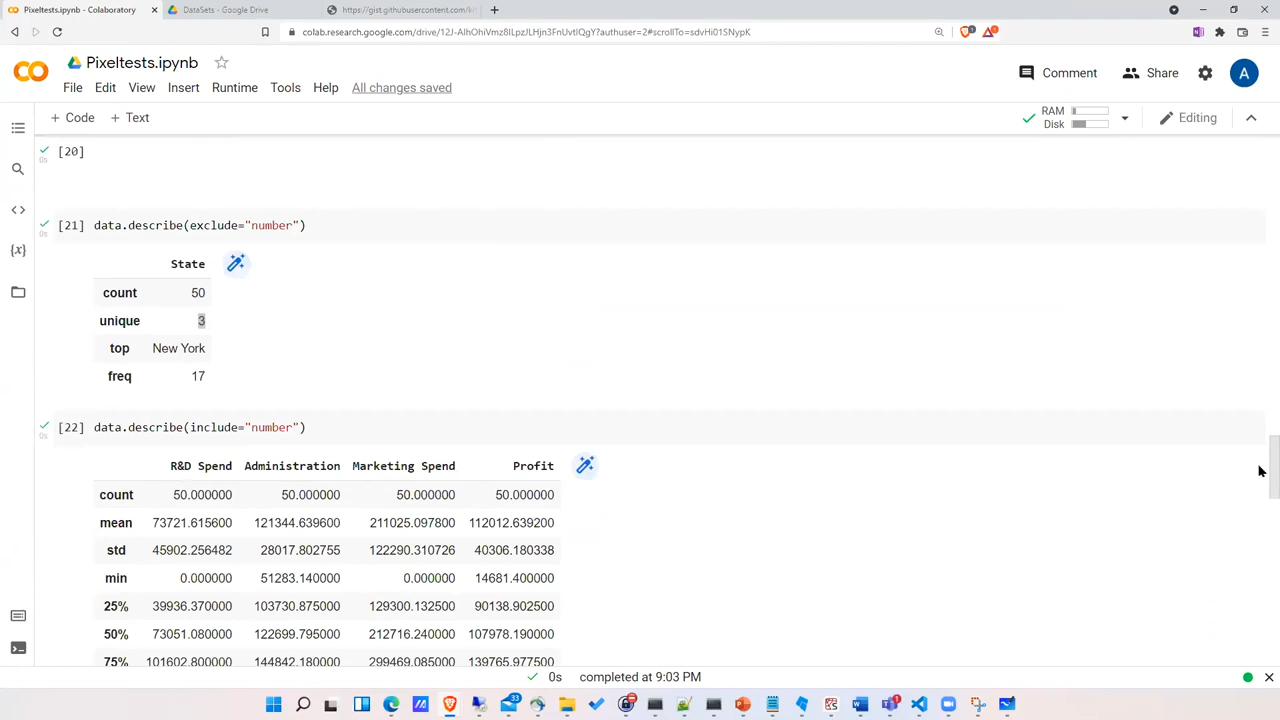 Pixeltests.ipynb - Colaboratory
DataSets - Google Drive
https://gist.githubusercontent.com/k
colab.research.google.com/drive/12J-AlhOhiVmz8ILpzJLHjn3FnUvtIQgY?authuser=2#scrollTo=sdvHi01SNypK
Pixeltests.ipynb
Comment Share A
File Edit View Insert Runtime Tools Help All changes saved
+ Code + Text
RAM
Disk
Editing
[20]
0s
[21] data.describe(exclude="number")
0s
State
count 50
unique 3
top New York
freq 17
[22] data.describe(include="number")
0s
R&D Spend Administration Marketing Spend Profit
count 50.000000 50.000000 50.000000 50.000000
mean 73721.615600 121344.639600 211025.097800 112012.639200
std 45902.256482 28017.802755 122290.310726 40306.180338
min 0.000000 51283.140000 0.000000 14681.400000
25% 39936.370000 103730.875000 129300.132500 90138.902500
50% 73051.080000 122699.795000 212716.240000 107978.190000
75% 101602.800000 144842.180000 299469.085000 139765.977500
0s completed at 9:03 PM
33